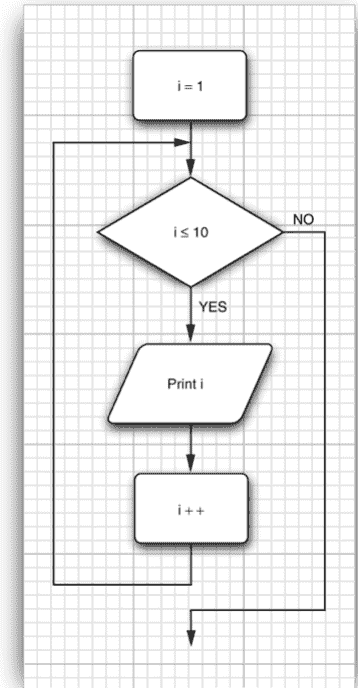 i = 1
i ≤ 10
NO
YES
Print i
i + +